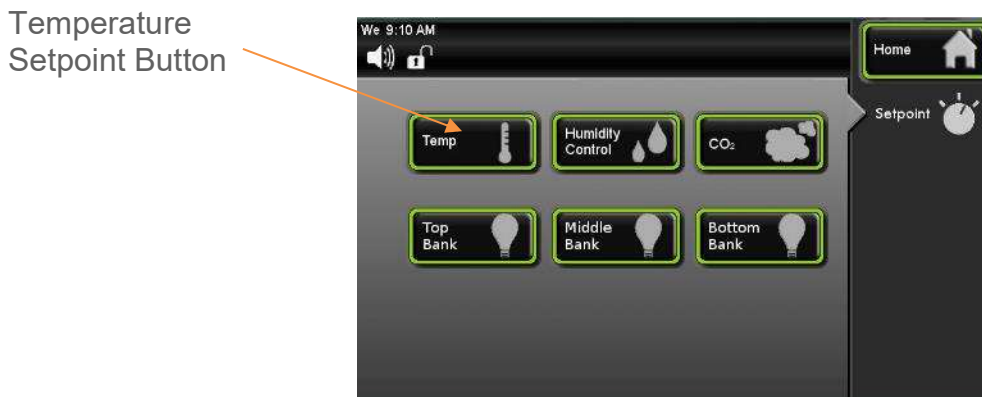 Temperature
Setpoint Button
We 9:10 AM
Home
Setpoint
Temp
Humidity
Control
CO₂
Top
Bank
Middle
Bank
Bottom
Bank